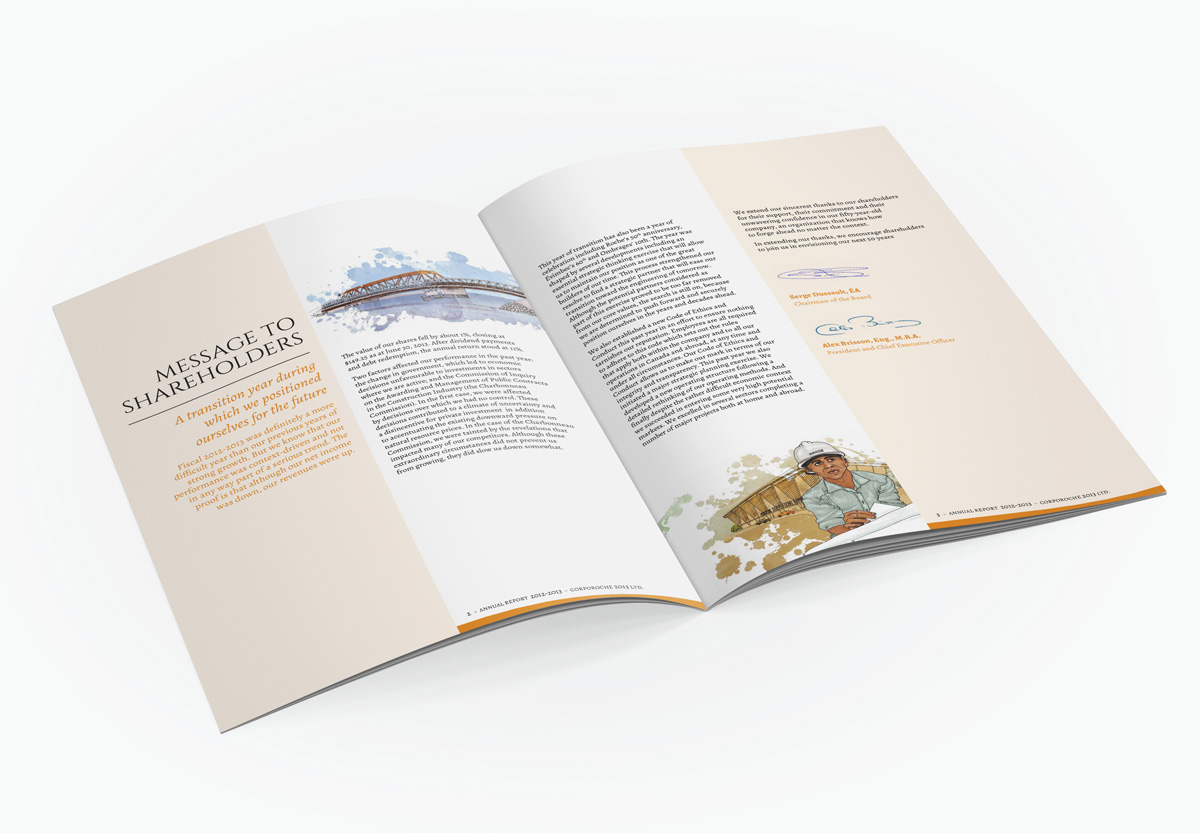 MESSAGE TO
SHAREHOLDERS
A transition year during
which we positioned
ourselves for the future
Fiscal 2012-2013 was definitely a more
difficult year than our previous years of
strong growth. But we know that our
performance was context-driven and not
in any way part of a serious trend. The
proof is that although our net income
was down, our revenues were up.
The value of our shares fell by about 1%, closing at
$149.25 as at June 30, 2013. After dividend payments
and debt redemption, the annual return stood at 12%.
Two factors affected our performance in the past year:
the change in government, which led to economic
decisions unfavourable to investments in sectors
where we are active, and the Commission of Inquiry
on the Awarding and Management of Public Contracts
in the Construction Industry (the Charbonneau
Commission). In the first case, we were affected
by decisions over which we had no control. These
decisions contributed to a climate of uncertainty and
a disincentive for private investment in addition
to accentuating the existing downward pressure on
natural resource prices. In the case of the Charbonneau
Commission, we were tainted by the revelations that
impacted many of our competitors. Although these
extraordinary circumstances did not prevent us
from growing, they did slow us down somewhat.
2 – ANNUAL REPORT 2012-2013 – CORPOROCHE 2013 LTD.
This year of transition has also been a year of
celebration including Roche's 50th anniversary,
Evimbec's 60th and Ombrages' 10th. The year was
shaped by several developments including an
essential strategic thinking exercise that will allow
us to maintain our position as one of the great
builders of our time. This process strengthened our
resolve to find a strategic partner that will ease our
transition toward the engineering of tomorrow.
Although the potential partners considered as
part of this exercise proved to be too far removed
from our core values, the search is still on, because
we are determined to push forward and securely
position ourselves in the years and decades ahead.
We also established a new Code of Ethics and
Conduct this past year in an effort to ensure nothing
tarnishes our reputation. Employees are all required
to adhere to this code which sets out the rules
that apply both within the company and to all our
operations in Canada and abroad, at any time and
under all circumstances. Our Code of Ethics and
Conduct allows us to make our mark in terms of our
integrity and transparency. This past year we also
initiated a major strategic planning exercise. We
developed a new operating structure following a
detailed rethinking of our operating methods. And
finally despite the rather difficult economic context
we succeeded in entering some very high potential
markets. We excelled in several sectors completing a
number of major projects both at home and abroad.
We extend our sincerest thanks to our shareholders
for their support, their commitment and their
unwavering confidence in our fifty-year-old
company, an organization that knows how
to forge ahead no matter the context.
In extending our thanks, we encourage shareholders
to join us in envisioning our next 50 years
Serge Dussault, ÉA
Chairman of the Board
Alex Brisson, Eng., M.B.A.
President and Chief Executive Officer
3 – ANNUAL REPORT 2012-2013 – CORPOROCHE 2013 LTD.